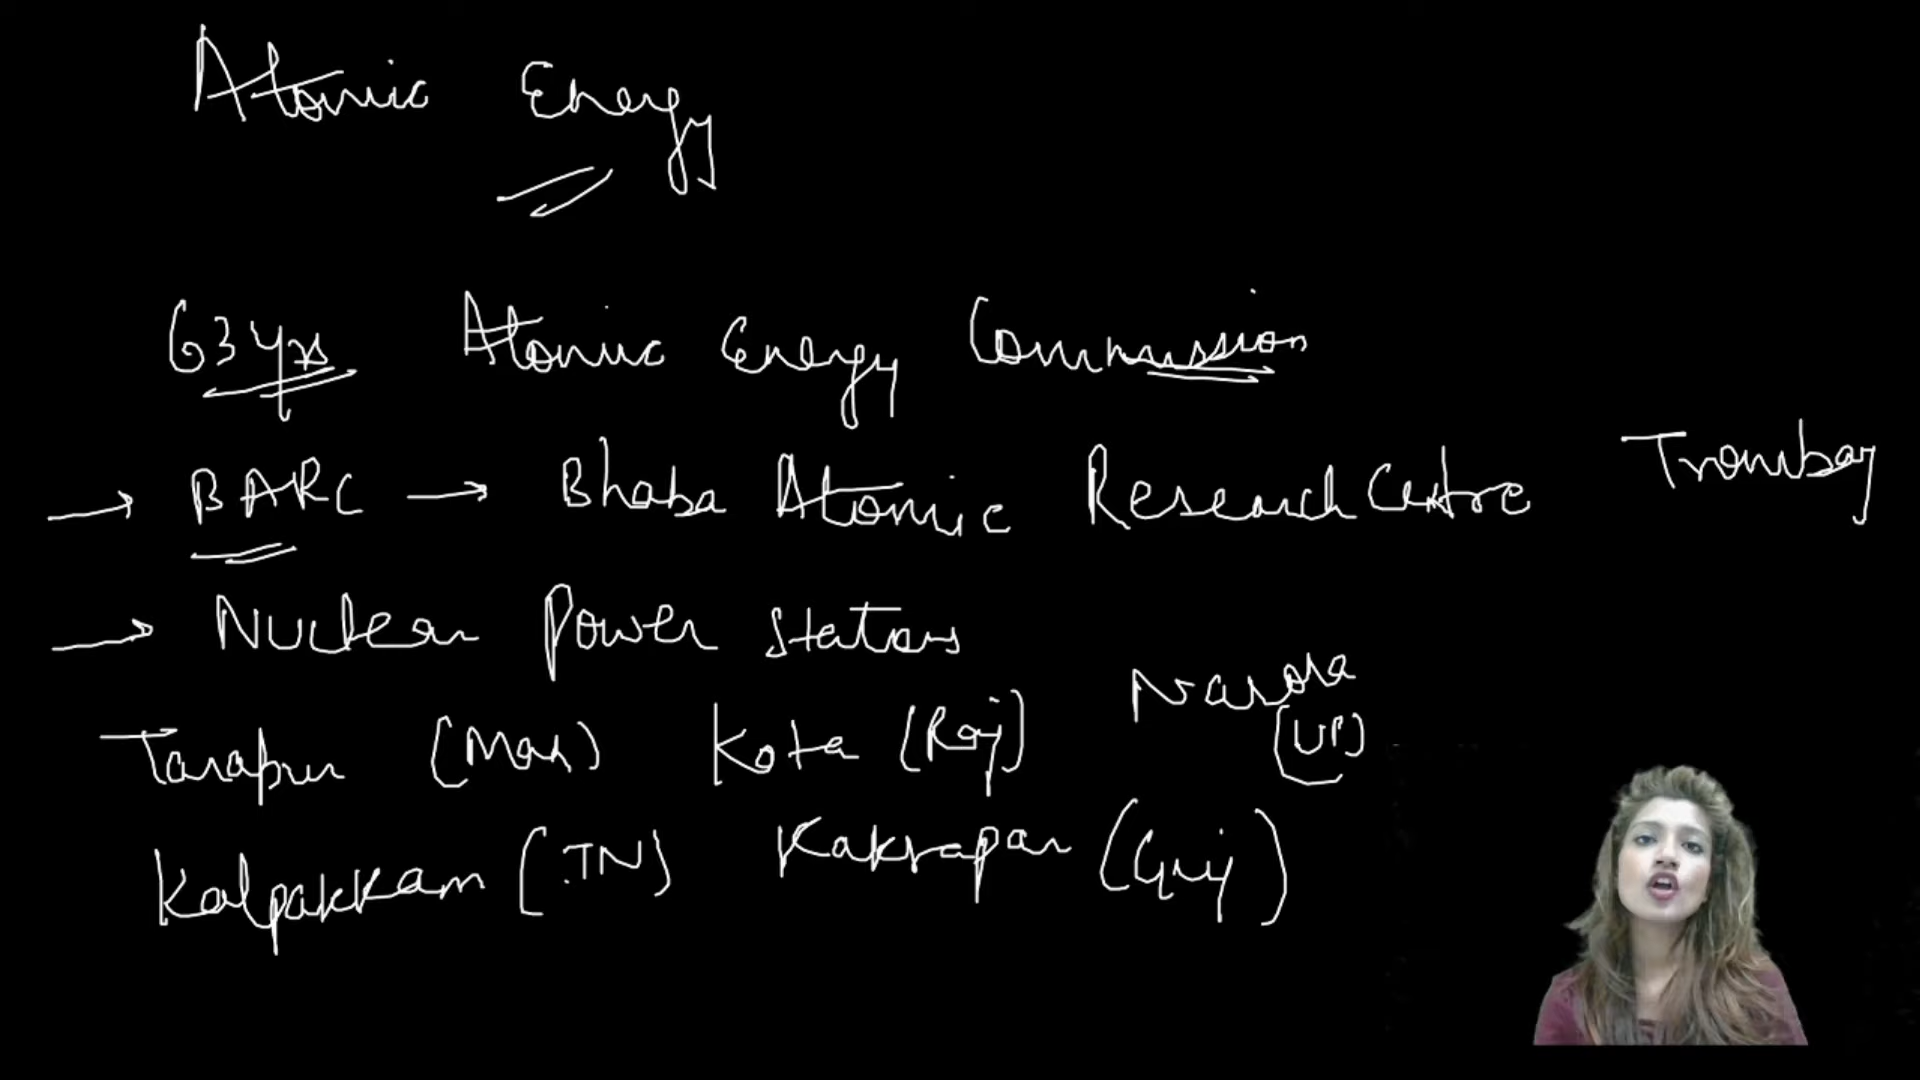 Atomic Energy
63 yrs Atomic Energy Commission
→ BARC → Bhaba Atomic Research Centre Trombay
→ Nuclear Power Stations
Tarapur (Mah) Kota (Raj) Narora (UP)
Kalpakkam (TN) Kakrapar (Guj)